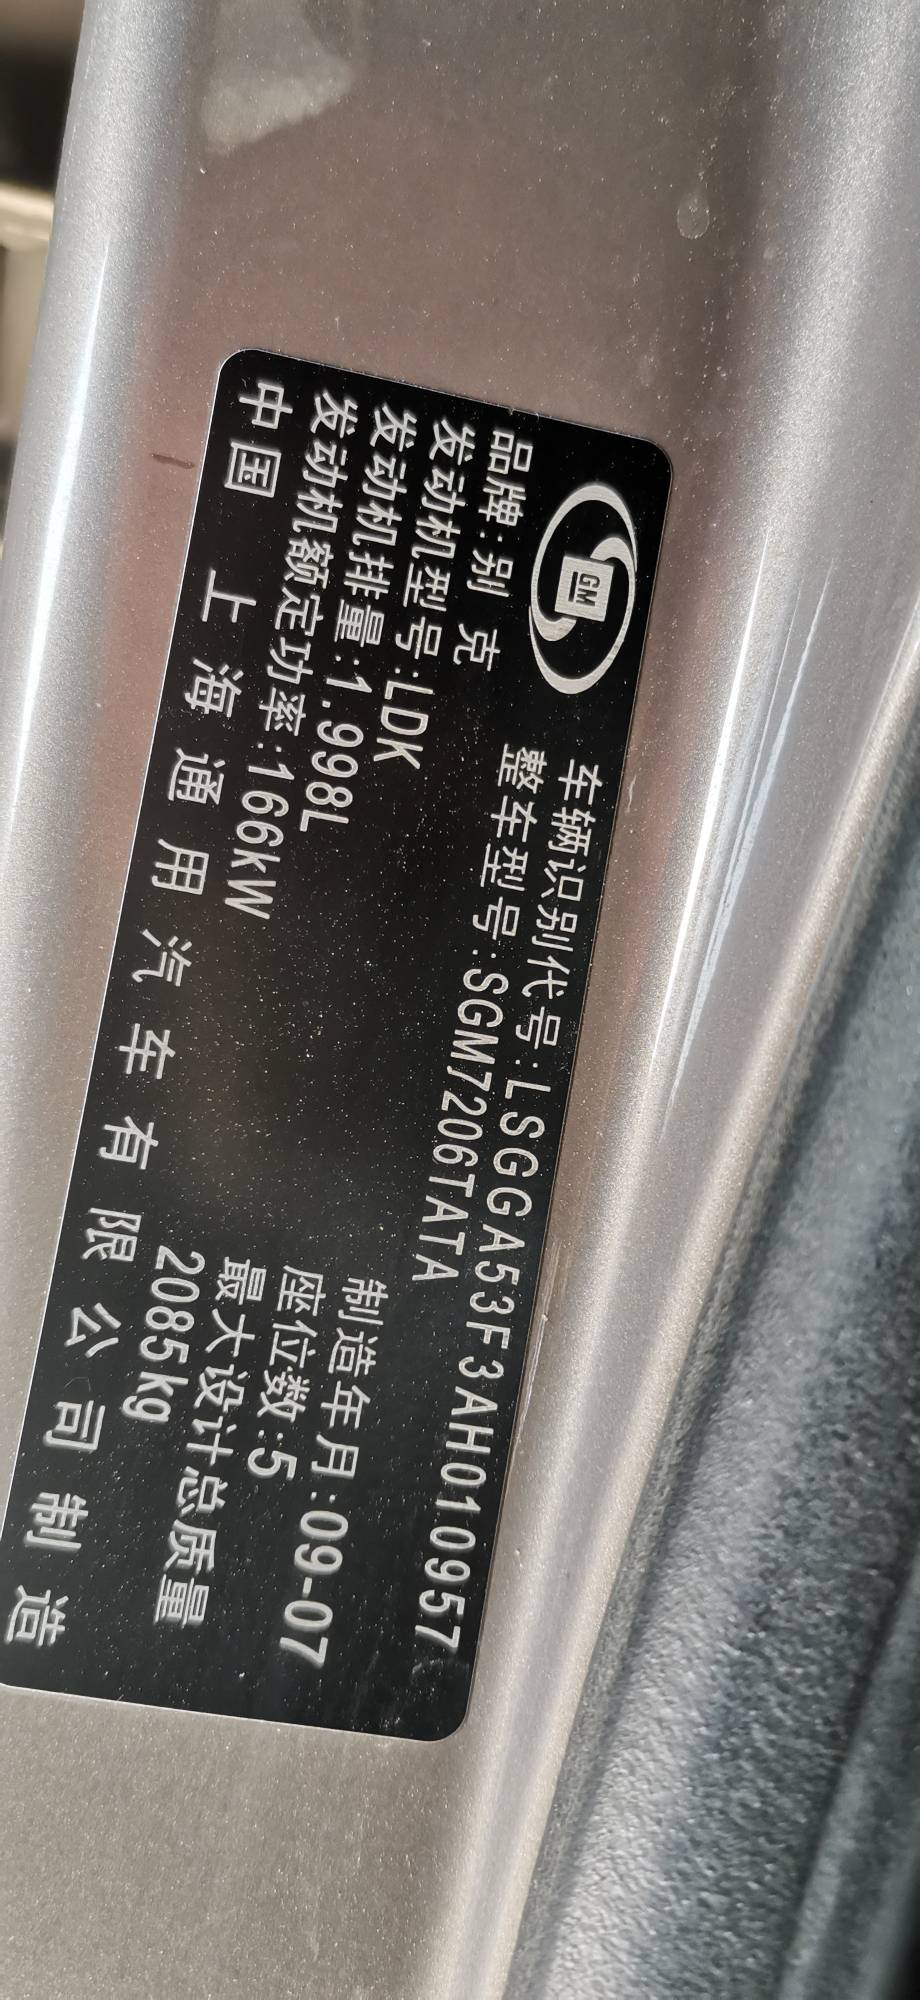 GM
车辆识别代号:LSGGA53F3AH010957
品牌:别 克
整车型号:SGM7206TATA
发动机型号:LDK
制造年月:09-07
发动机排量:1.998L
座位数:5
发动机额定功率:166kW
最大设计总质量
2085kg
中国 上海通用汽车有限公司制造